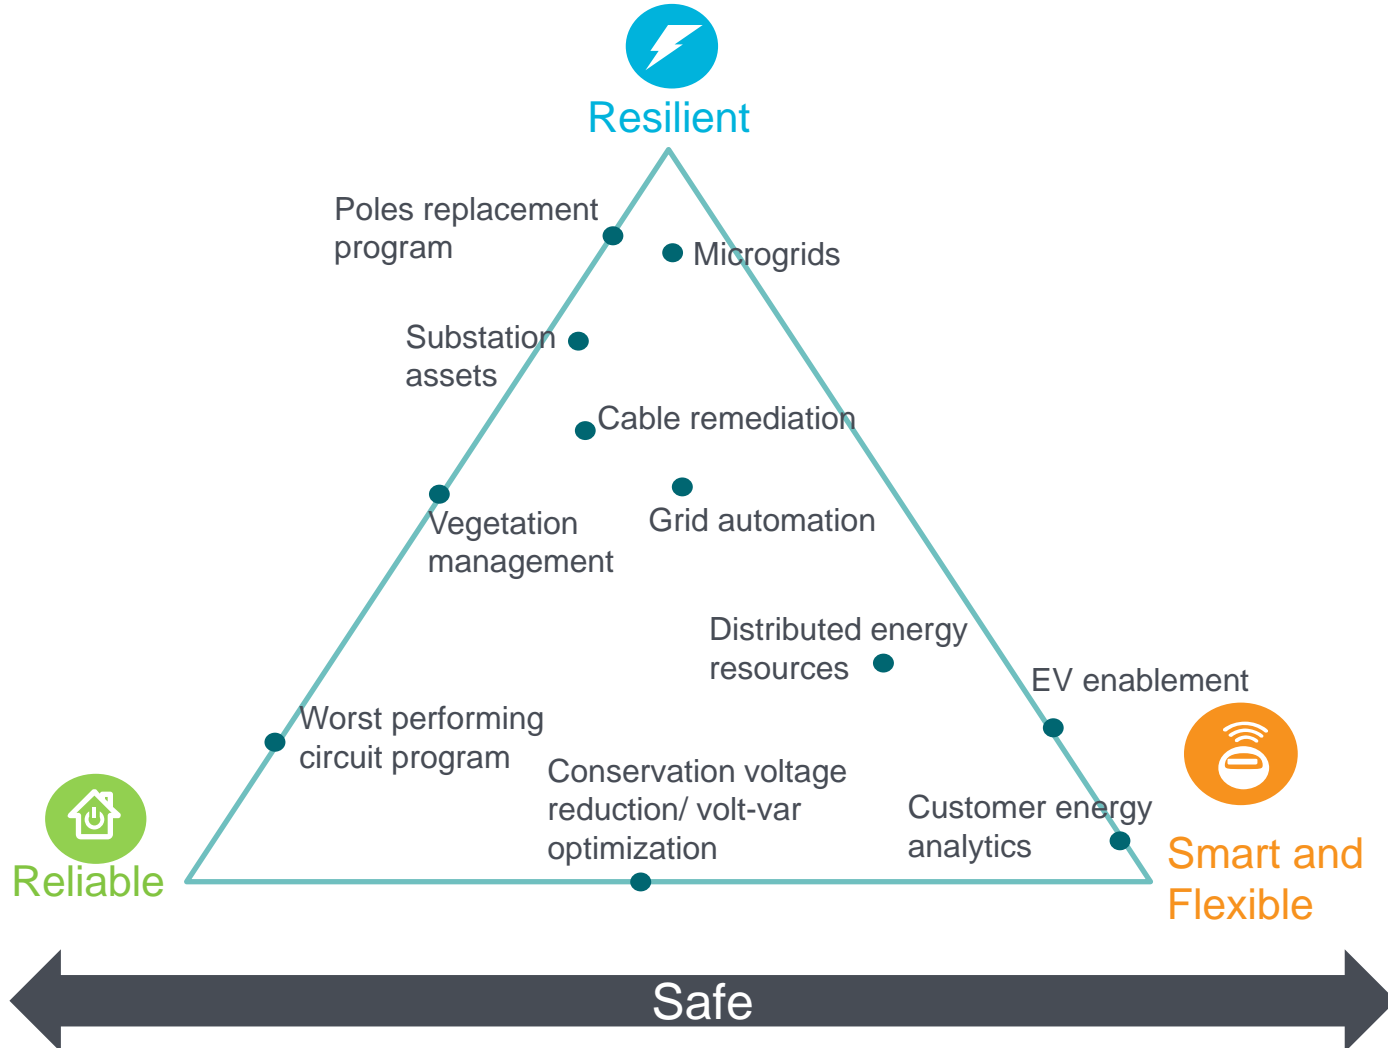 Resilient
Poles replacement
program
Microgrids
Substation
assets
Cable remediation
Vegetation
management
Grid automation
Distributed energy
resources
EV enablement
Worst performing
circuit program
Conservation voltage
reduction/ volt-var
optimization
Customer energy
analytics
Reliable
Smart and
Flexible
Safe